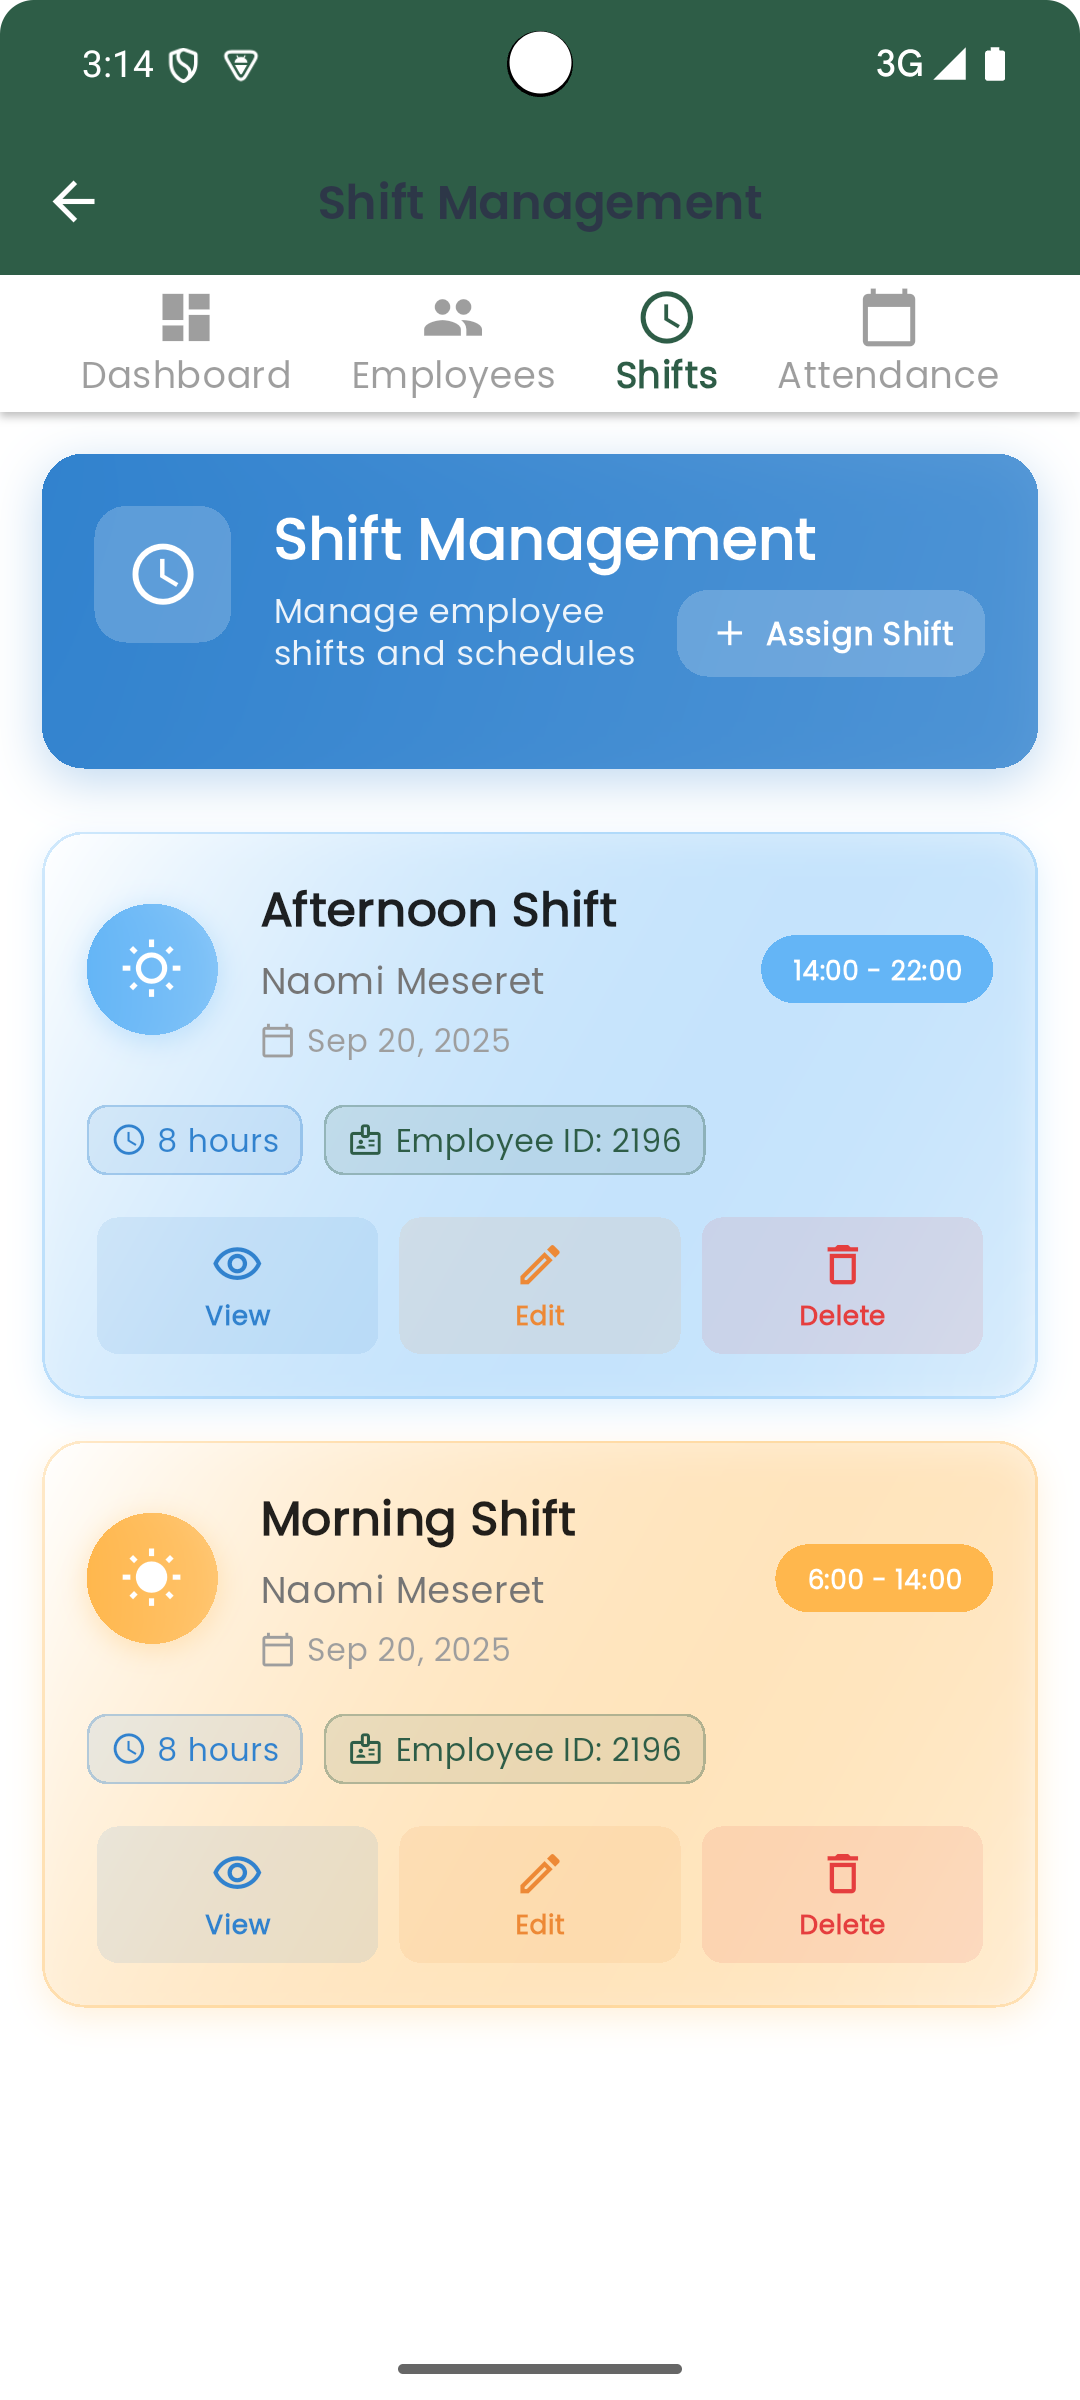 3:14
3G
Shift Management
Dashboard
Employees
Shifts
Attendance
Shift Management
Manage employee
shifts and schedules
Assign Shift
Afternoon Shift
Naomi Meseret
14:00 - 22:00
Sep 20, 2025
8 hours
Employee ID: 2196
View
Edit
Delete
Morning Shift
Naomi Meseret
6:00 - 14:00
Sep 20, 2025
8 hours
Employee ID: 2196
View
Edit
Delete